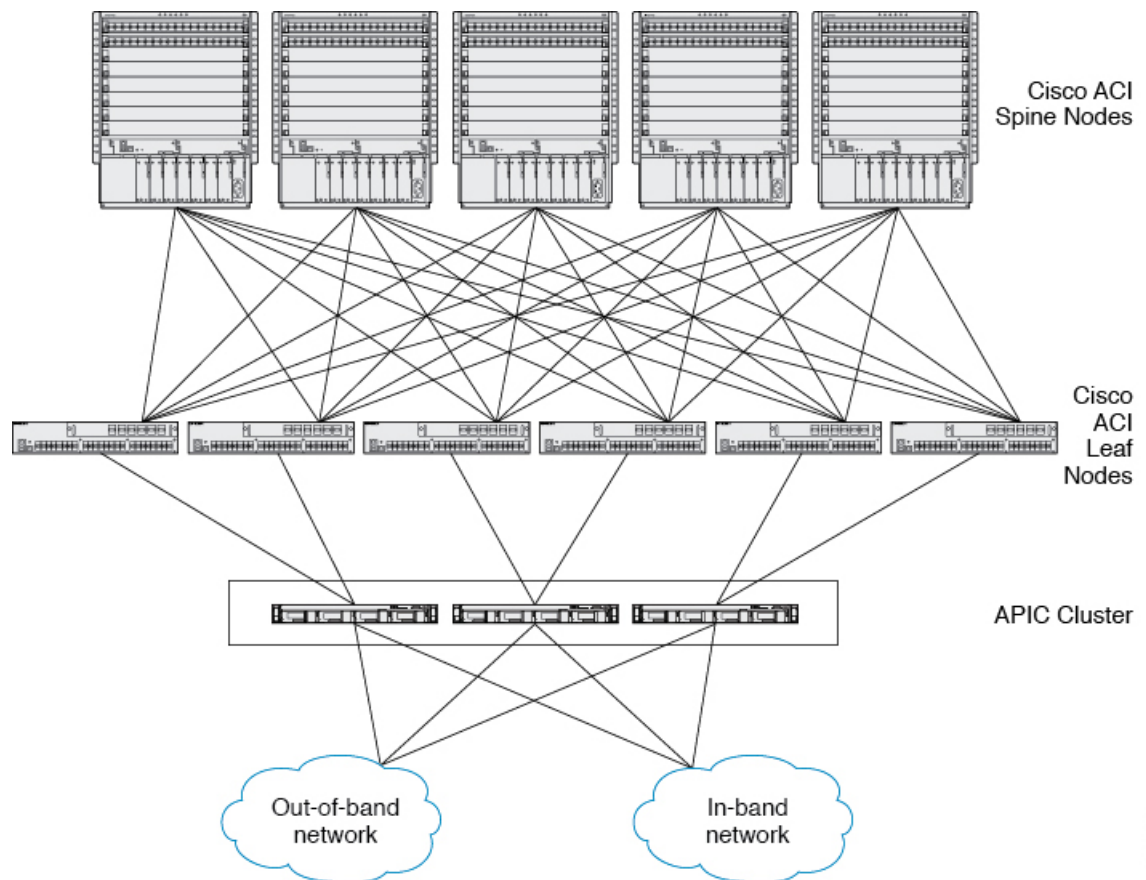 Cisco ACI
Spine Nodes
Cisco
ACI
Leaf
Nodes
APIC Cluster
Out-of-band
network
In-band
network